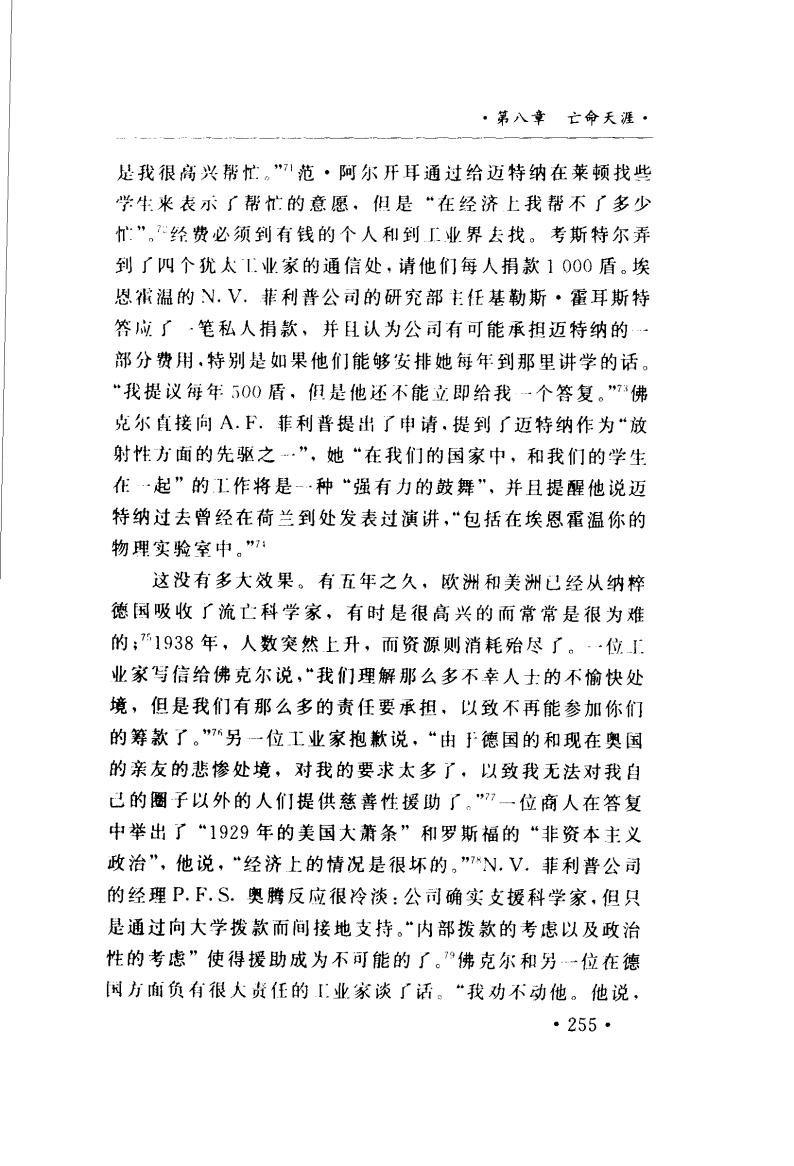 ·第八章 亡命天涯·
是我很高兴帮忙。”71范·阿尔开耳通过给迈特纳在莱顿找些
学生来表示了帮忙的意愿，但是“在经济上我帮不了多少
忙”。72经费必须到有钱的个人和到工业界去找。考斯特尔弄
到了四个犹太工业家的通信处，请他们每人捐款1 000盾。埃
恩霍温的N. V. 菲利普公司的研究部主任基勒斯·霍耳斯特
答应了一笔私人捐款，并且认为公司有可能承担迈特纳的一
部分费用，特别是如果他们能够安排她每年到那里讲学的话。
“我提议每年500盾，但是他还不能立即给我一个答复。”73佛
克尔直接向A. F. 菲利普提出了申请，提到了迈特纳作为“放
射性方面的先驱之一”，她“在我们的国家中，和我们的学生
在一起”的工作将是一种“强有力的鼓舞”，并且提醒他说迈
特纳过去曾经在荷兰到处发表过演讲，“包括在埃恩霍温你的
物理实验室中。”74
这没有多大效果。有五年之久，欧洲和美洲已经从纳粹
德国吸收了流亡科学家，有时是很高兴的而常常是很为难
的；751938年，人数突然上升，而资源则消耗殆尽了。一位工
业家写信给佛克尔说，“我们理解那么多不幸人士的不愉快处
境，但是我们有那么多的责任要承担，以致不再能参加你们
的筹款了。”76另一位工业家抱歉说，“由于德国的和现在奥国
的亲友的悲惨处境，对我的要求太多了，以致我无法对我自
己的圈子以外的人们提供慈善性援助了。”77一位商人在答复
中举出了“1929年的美国大萧条”和罗斯福的“非资本主义
政治”，他说，“经济上的情况是很坏的。”78N. V. 菲利普公司
的经理P. F. S. 奥腾反应很冷淡：公司确实支援科学家，但只
是通过向大学拨款而间接地支持。“内部拨款的考虑以及政治
性的考虑”使得援助成为不可能的了。79佛克尔和另一位在德
国方面负有很大责任的工业家谈了话。“我劝不动他。他说，
·255·